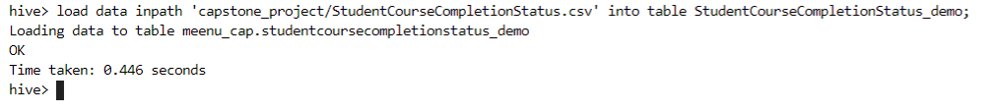 hive> load data inpath 'capstone_project/StudentCourseCompletionStatus.csv' into table StudentCourseCompletionStatus_demo;
Loading data to table meenu_cap.studentcoursecompletionstatus_demo
OK
Time taken: 0.446 seconds
hive>